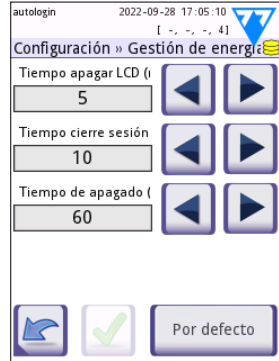 autologin 2022-09-28 17:05:10
[ -, -, -, 4]
Configuración » Gestión de energía
Tiempo apagar LCD (
5
Tiempo cierre sesión
10
Tiempo de apagado (
60
Por defecto